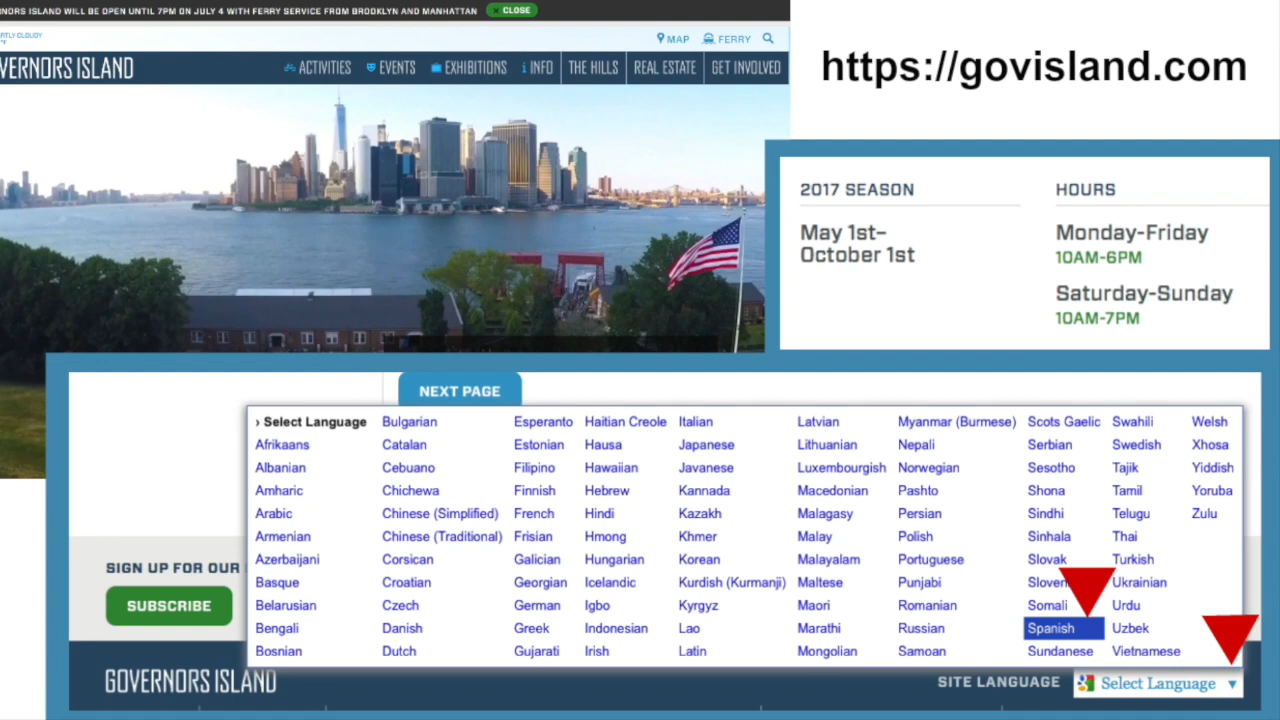 NORS ISLAND WILL BE OPEN UNTIL 7PM ON JULY 4 WITH FERRY SERVICE FROM BROOKLYN AND MANHATTAN × CLOSE
RTLY CLOUDY
MAP FERRY
VERNORS ISLAND ACTIVITIES EVENTS EXHIBITIONS INFO THE HILLS REAL ESTATE GET INVOLVED
https://govisland.com
2017 SEASON
May 1st–
October 1st
HOURS
Monday-Friday
10AM-6PM
Saturday-Sunday
10AM-7PM
NEXT PAGE
› Select Language Bulgarian Esperanto Haitian Creole Italian Latvian Myanmar (Burmese) Scots Gaelic Swahili Welsh
Afrikaans Catalan Estonian Hausa Japanese Lithuanian Nepali Serbian Swedish Xhosa
Albanian Cebuano Filipino Hawaiian Javanese Luxembourgish Norwegian Sesotho Tajik Yiddish
Amharic Chichewa Finnish Hebrew Kannada Macedonian Pashto Shona Tamil Yoruba
Arabic Chinese (Simplified) French Hindi Kazakh Malagasy Persian Sindhi Telugu Zulu
Armenian Chinese (Traditional) Frisian Hmong Khmer Malay Polish Sinhala Thai
Azerbaijani Corsican Galician Hungarian Korean Malayalam Portuguese Slovak Turkish
Basque Croatian Georgian Icelandic Kurdish (Kurmanji) Maltese Punjabi Sloven Ukrainian
Belarusian Czech German Igbo Kyrgyz Maori Romanian Somali Urdu
Bengali Danish Greek Indonesian Lao Marathi Russian Spanish Uzbek
Bosnian Dutch Gujarati Irish Latin Mongolian Samoan Sundanese Vietnamese
SIGN UP FOR OUR
SUBSCRIBE
GOVERNORS ISLAND
SITE LANGUAGE Select Language ▼